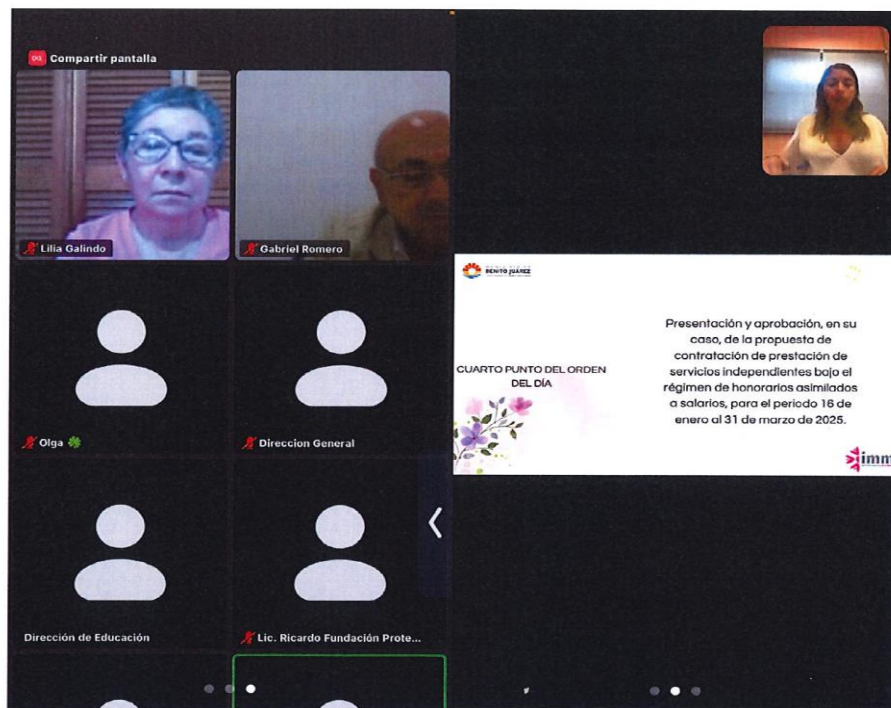 Compartir pantalla
Lilia Galindo
Gabriel Romero
Olga
Direccion General
Dirección de Educación
Lic. Ricardo Fundación Prote...
BENITO JUÁREZ
CUARTO PUNTO DEL ORDEN
DEL DÍA
Presentación y aprobación, en su
caso, de la propuesta de
contratación de prestación de
servicios independientes bajo el
régimen de honorarios asimilados
a salarios, para el periodo 16 de
enero al 31 de marzo de 2025.
imm